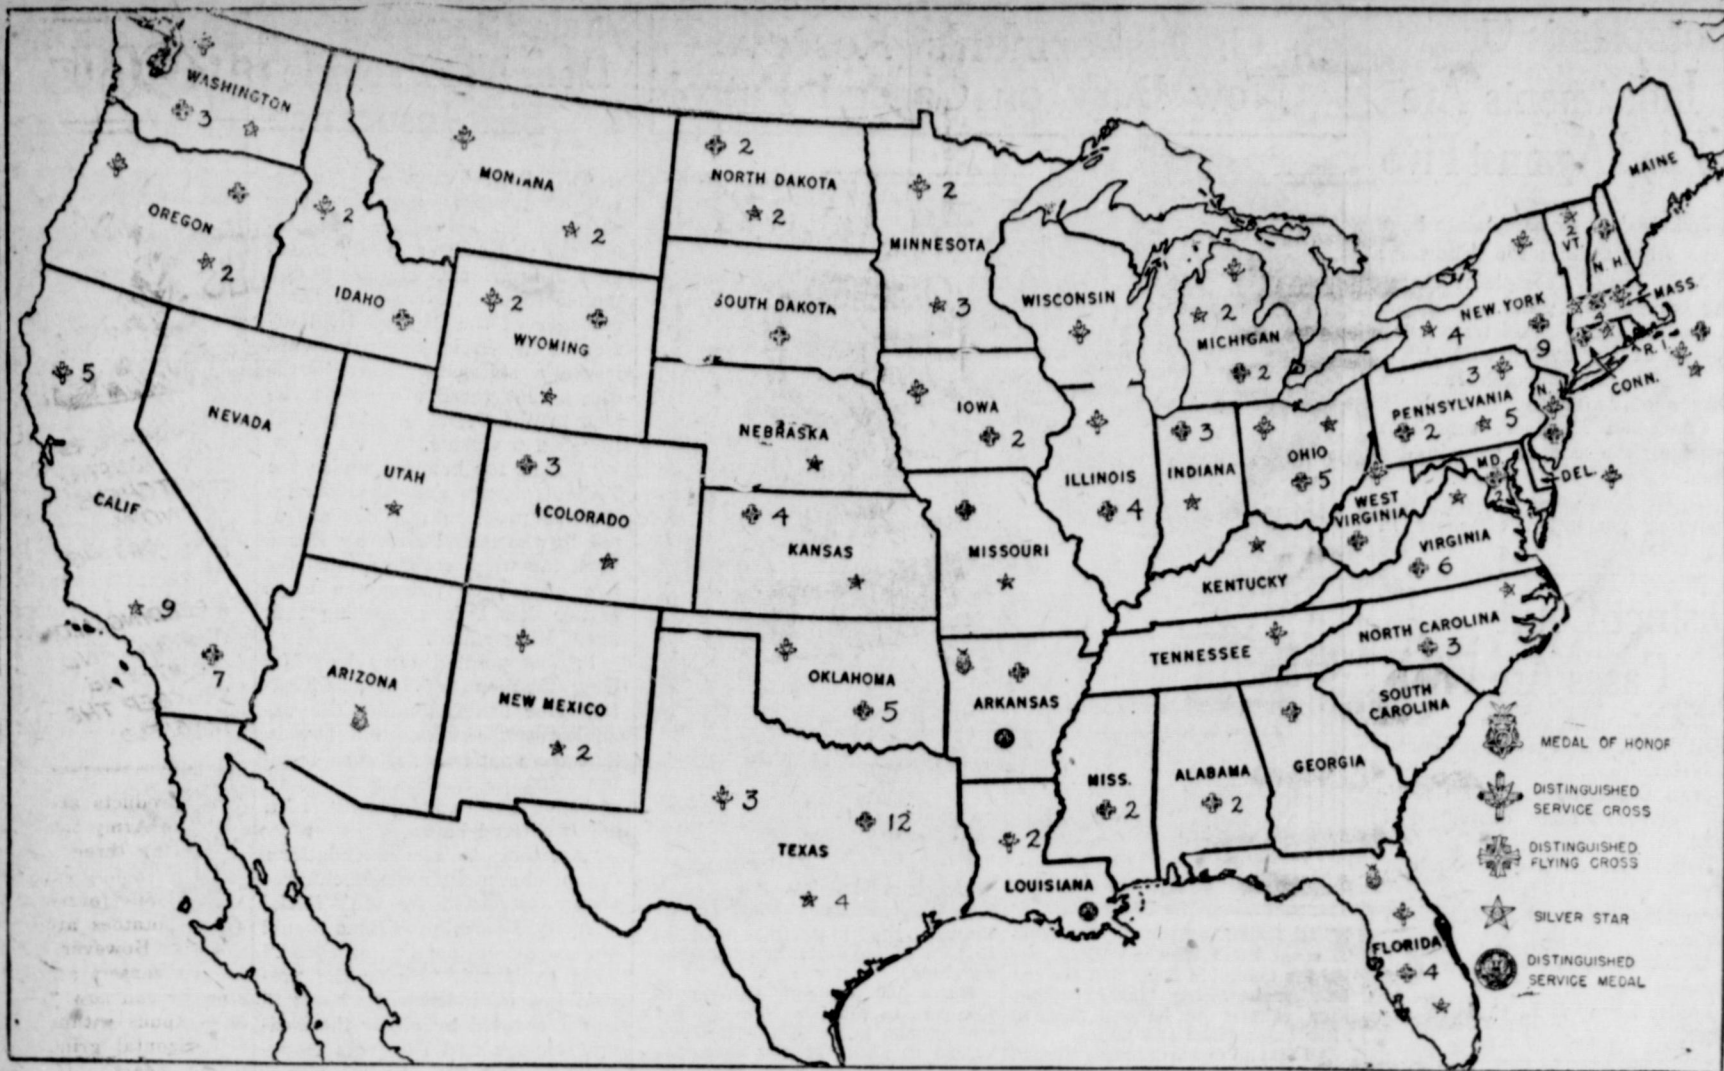 WASHINGTON
3
MONTANA
2
2
NORTH DAKOTA
2
2
MINNESOTA
3
OREGON
2
2
IDAHO
2
WYOMING
SOUTH DAKOTA
WISCONSIN
2
MICHIGAN
2
MAINE
2
VT.
N H
MASS.
NEW YORK
4
9
R. I.
CONN.
5
NEVADA
CALIF
9
7
UTAH
3
COLORADO
NEBRASKA
4
KANSAS
IOWA
2
ILLINOIS
4
3
INDIANA
OHIO
5
3
PENNSYLVANIA
2
5
N.
MD.
2
DEL.
WEST
VIRGINIA
VIRGINIA
6
MISSOURI
KENTUCKY
ARIZONA
NEW MEXICO
2
OKLAHOMA
5
ARKANSAS
TENNESSEE
NORTH CAROLINA
3
SOUTH
CAROLINA
3
12
TEXAS
4
MISS.
2
ALABAMA
2
GEORGIA
2
LOUISIANA
FLORIDA
4
MEDAL OF HONOR
DISTINGUISHED
SERVICE CROSS
DISTINGUISHED
FLYING CROSS
SILVER STAR
DISTINGUISHED
SERVICE MEDAL